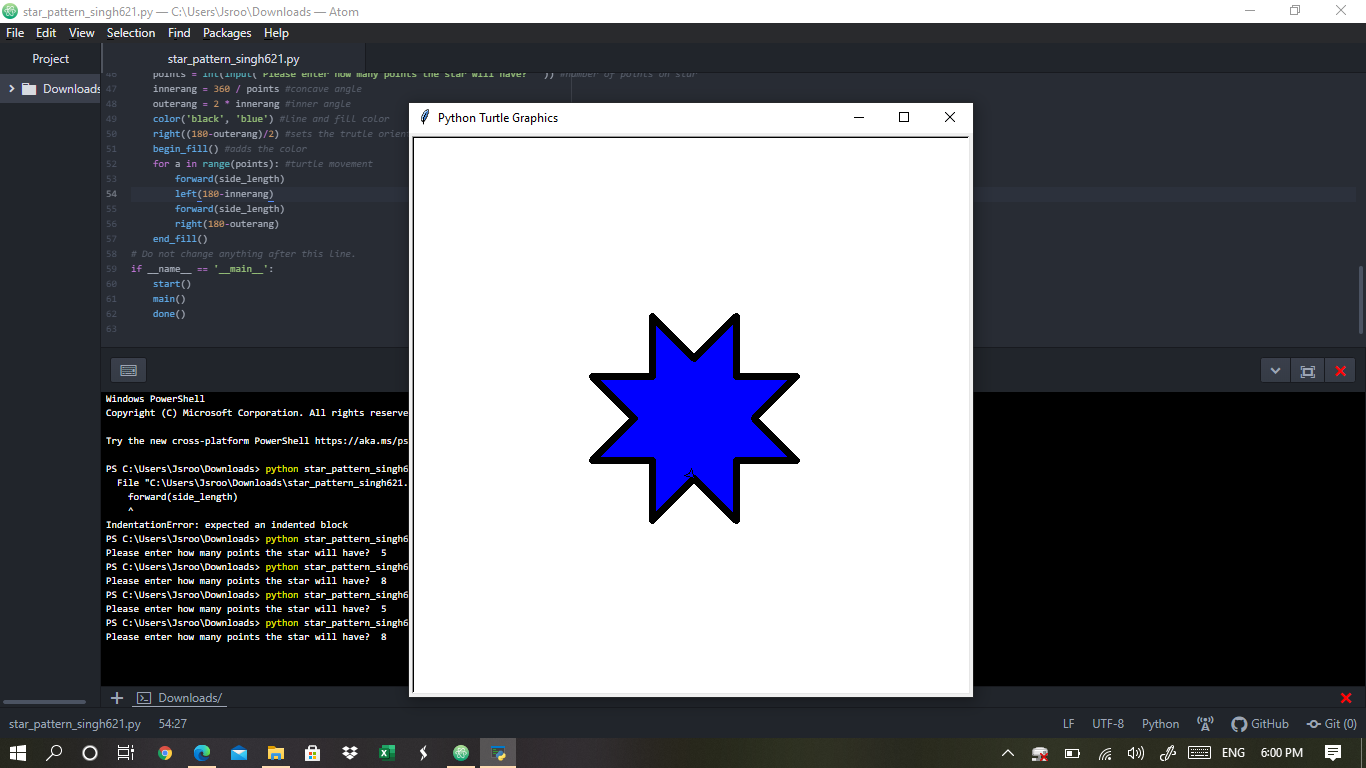 star_pattern_singh621.py — C:\Users\Jsroo\Downloads — Atom
File Edit View Selection Find Packages Help
Project
star_pattern_singh621.py
Downloads
46 points = int(input("Please enter how many points the star will have? ")) #number of points on star
47 innerang = 360 / points #concave angle
48 outerang = 2 * innerang #inner angle
49 color('black', 'blue') #line and fill color
50 right((180-outerang)/2) #sets the trutle orien
51 begin_fill() #adds the color
52 for a in range(points): #turtle movement
53 forward(side_length)
54 left(180-innerang)
55 forward(side_length)
56 right(180-outerang)
57 end_fill()
58 # Do not change anything after this line.
59 if __name__ == '__main__':
60 start()
61 main()
62 done()
63
Python Turtle Graphics
Windows PowerShell
Copyright (C) Microsoft Corporation. All rights reserve
Try the new cross-platform PowerShell https://aka.ms/ps
PS C:\Users\Jsroo\Downloads> python star_pattern_singh6
File "C:\Users\Jsroo\Downloads\star_pattern_singh621.
forward(side_length)
^
IndentationError: expected an indented block
PS C:\Users\Jsroo\Downloads> python star_pattern_singh6
Please enter how many points the star will have? 5
PS C:\Users\Jsroo\Downloads> python star_pattern_singh6
Please enter how many points the star will have? 8
PS C:\Users\Jsroo\Downloads> python star_pattern_singh6
Please enter how many points the star will have? 5
PS C:\Users\Jsroo\Downloads> python star_pattern_singh6
Please enter how many points the star will have? 8
Downloads/
star_pattern_singh621.py 54:27
LF UTF-8 Python GitHub Git (0)
ENG 6:00 PM